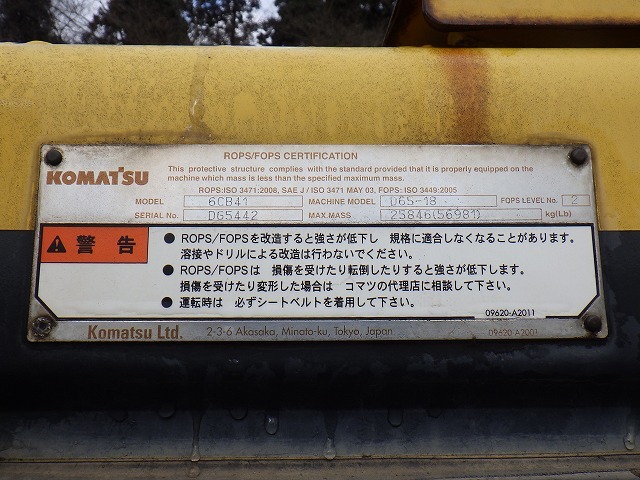 ROPS/FOPS CERTIFICATION
KOMATSU
This protective structure complies with the standard provided that it is properly equipped on the
machine which mass is less than the specified maximum mass.
ROPS:ISO 3471:2008, SAE J / ISO 3471 MAY 03, FOPS: ISO 3449:2005
MODEL 6CB41 MACHINE MODEL D65-18 FOPS LEVEL No. 2
SERIAL No. DG5442 MAX.MASS 25846(56981) kg(Lb)
警告
● ROPS/FOPSを改造すると強さが低下し 規格に適合しなくなることがあります。
溶接やドリルによる改造は行わないでください。
● ROPS/FOPSは 損傷を受けたり転倒したりすると強さが低下します。
損傷を受けたり変形した場合は コマツの代理店に相談して下さい。
● 運転時は 必ずシートベルトを着用して下さい。
09620-A2011
Komatsu Ltd. 2-3-6 Akasaka, Minato-ku, Tokyo, Japan
09620-A2001